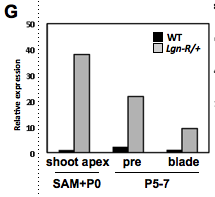 G
WT
Lgn-R/+
Relative expression
50
40
30
20
10
0
shoot apex pre blade
SAM+P0 P5-7